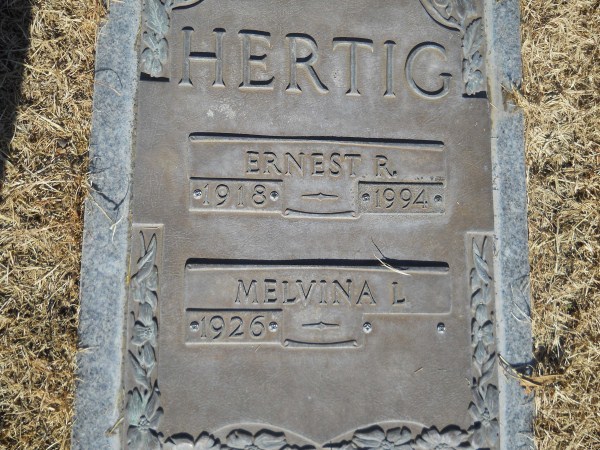 HERTIG
ERNEST R.
1918 1994
MELVINA L
1926